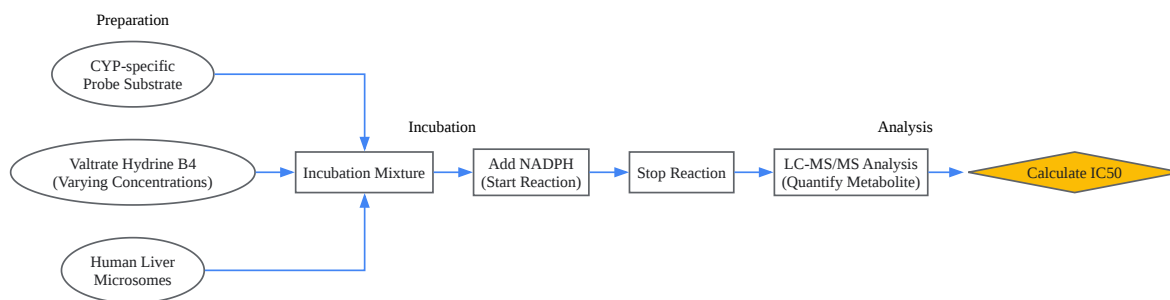 Preparation
CYP-specific
Probe Substrate
Valtrate Hydrine B4
(Varying Concentrations)
Human Liver
Microsomes
Incubation
Incubation Mixture
Add NADPH
(Start Reaction)
Stop Reaction
Analysis
LC-MS/MS Analysis
(Quantify Metabolite)
Calculate IC50